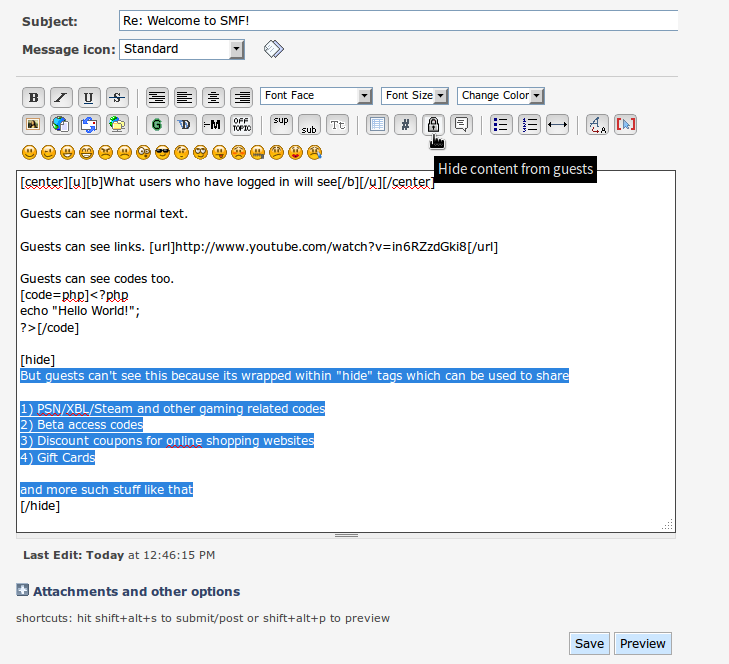 Subject: Re: Welcome to SMF!
Message icon: Standard
B I U S Font Face Font Size Change Color
G D M OFF TOPIC sup sub Tt # A A
Hide content from guests
[center][u][b]What users who have logged in will see[/b][/u][/center]
Guests can see normal text.
Guests can see links. [url]http://www.youtube.com/watch?v=in6RZzdGki8[/url]
Guests can see codes too.
[code=php]<?php
echo "Hello World!";
?>[/code]
[hide]
But guests can't see this because its wrapped within "hide" tags which can be used to share
1) PSN/XBL/Steam and other gaming related codes
2) Beta access codes
3) Discount coupons for online shopping websites
4) Gift Cards
and more such stuff like that
[/hide]
Last Edit: Today at 12:46:15 PM
Attachments and other options
shortcuts: hit shift+alt+s to submit/post or shift+alt+p to preview
Save Preview